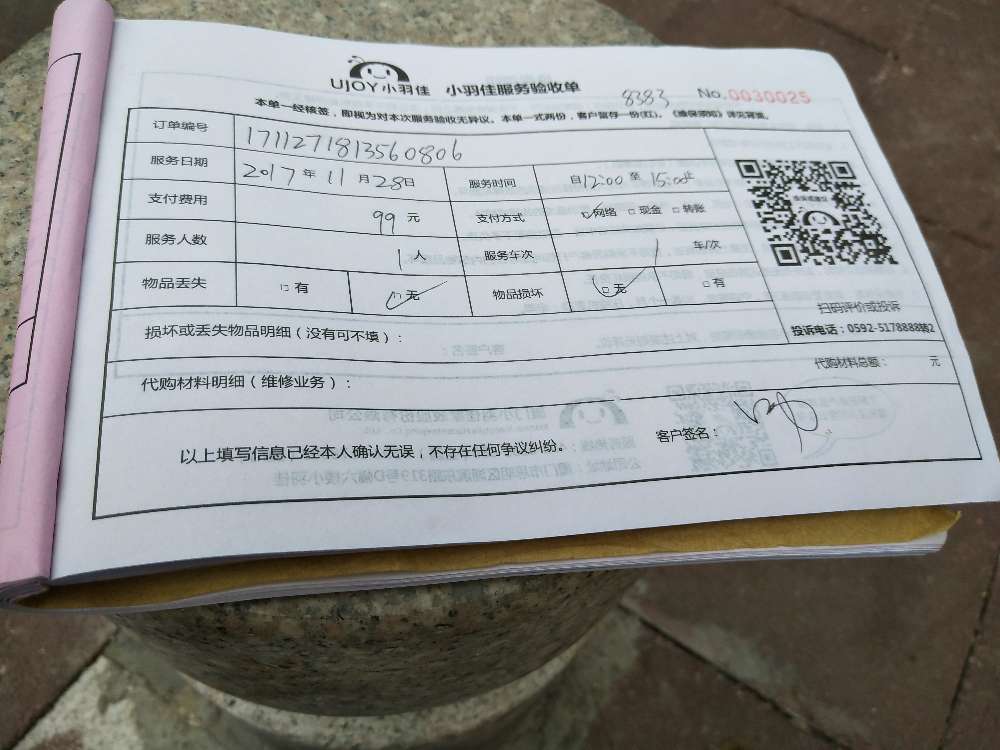 UJOY小羽佳 小羽佳服务验收单 8383 No.0030025
本单一经核签，即视为对本次服务验收无异议。本单一式两份，客户留存一份(红)。《维保须知》详见背面。
订单编号 1711271813560806
服务日期 2017年11月28日 服务时间 自12:00至15:00止
支付费用 99元 支付方式 网络 现金 转账
服务人数 1人 服务车次 1 车/次
物品丢失 有 无 物品损坏 无 有
扫码评价或投诉
损坏或丢失物品明细（没有可不填）：
投诉电话：0592-5178888转2
代购材料明细（维修业务）：
代购材料总额： 元
以上填写信息已经本人确认无误，不存在任何争议纠纷。 客户签名：